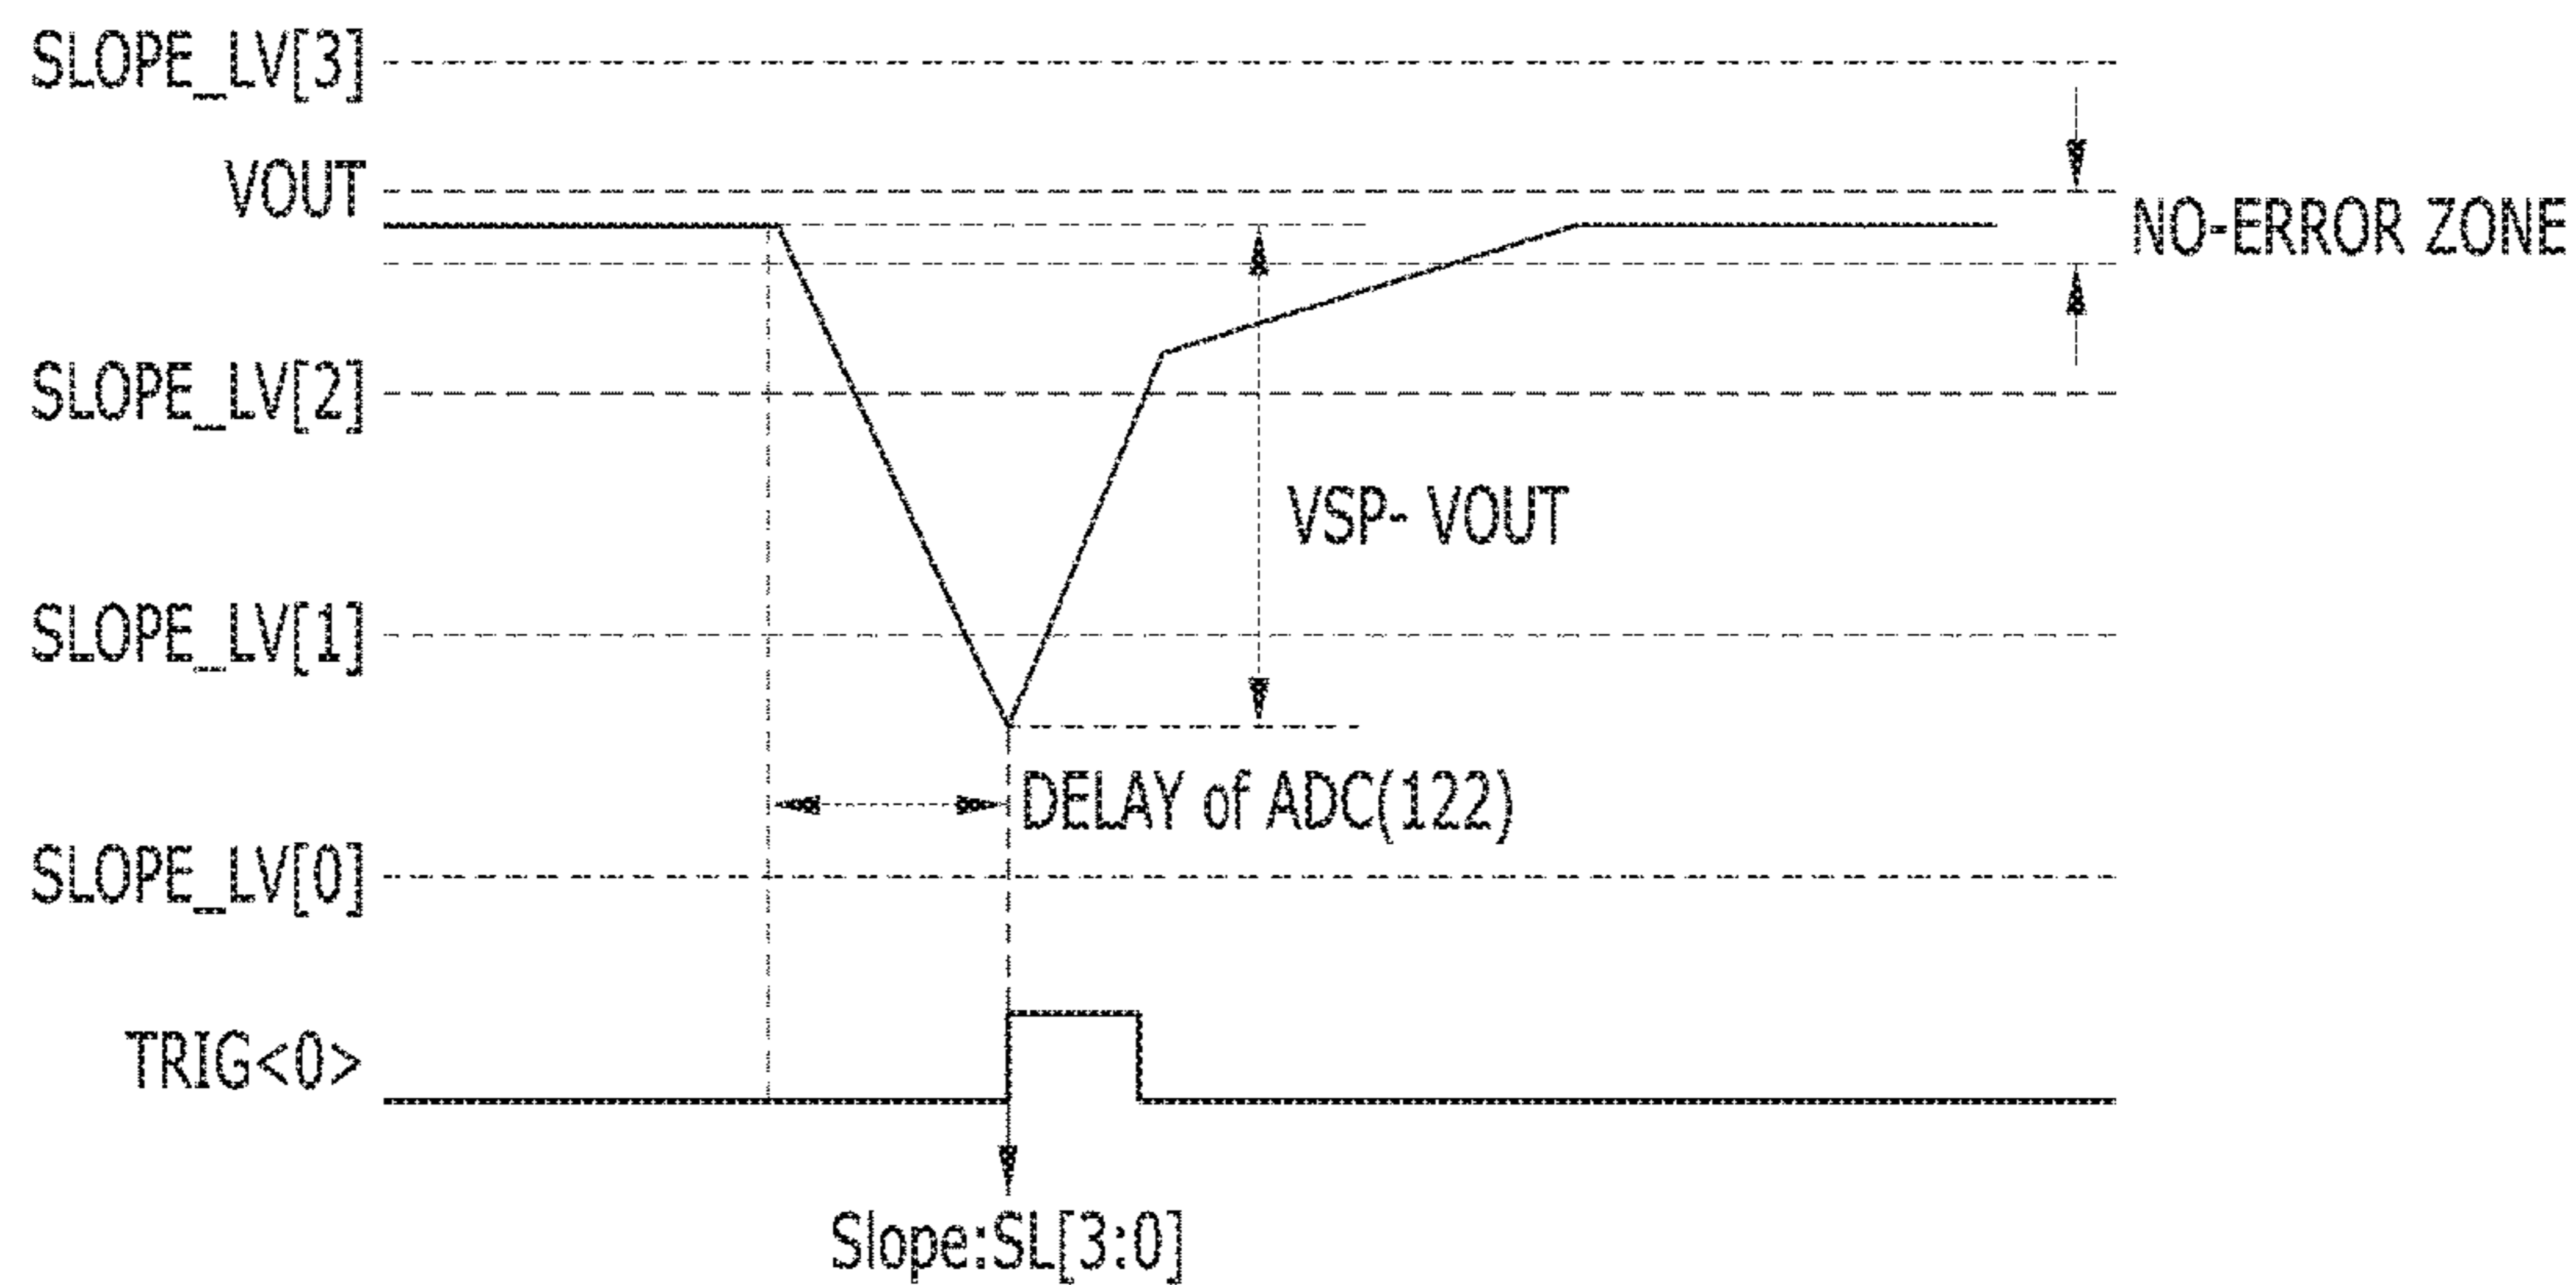 SLOPE_LV[3]
VOUT
NO-ERROR ZONE
SLOPE_LV[2]
VSP- VOUT
SLOPE_LV[1]
DELAY of ADC(122)
SLOPE_LV[0]
TRIG<0>
Slope:SL[3:0]